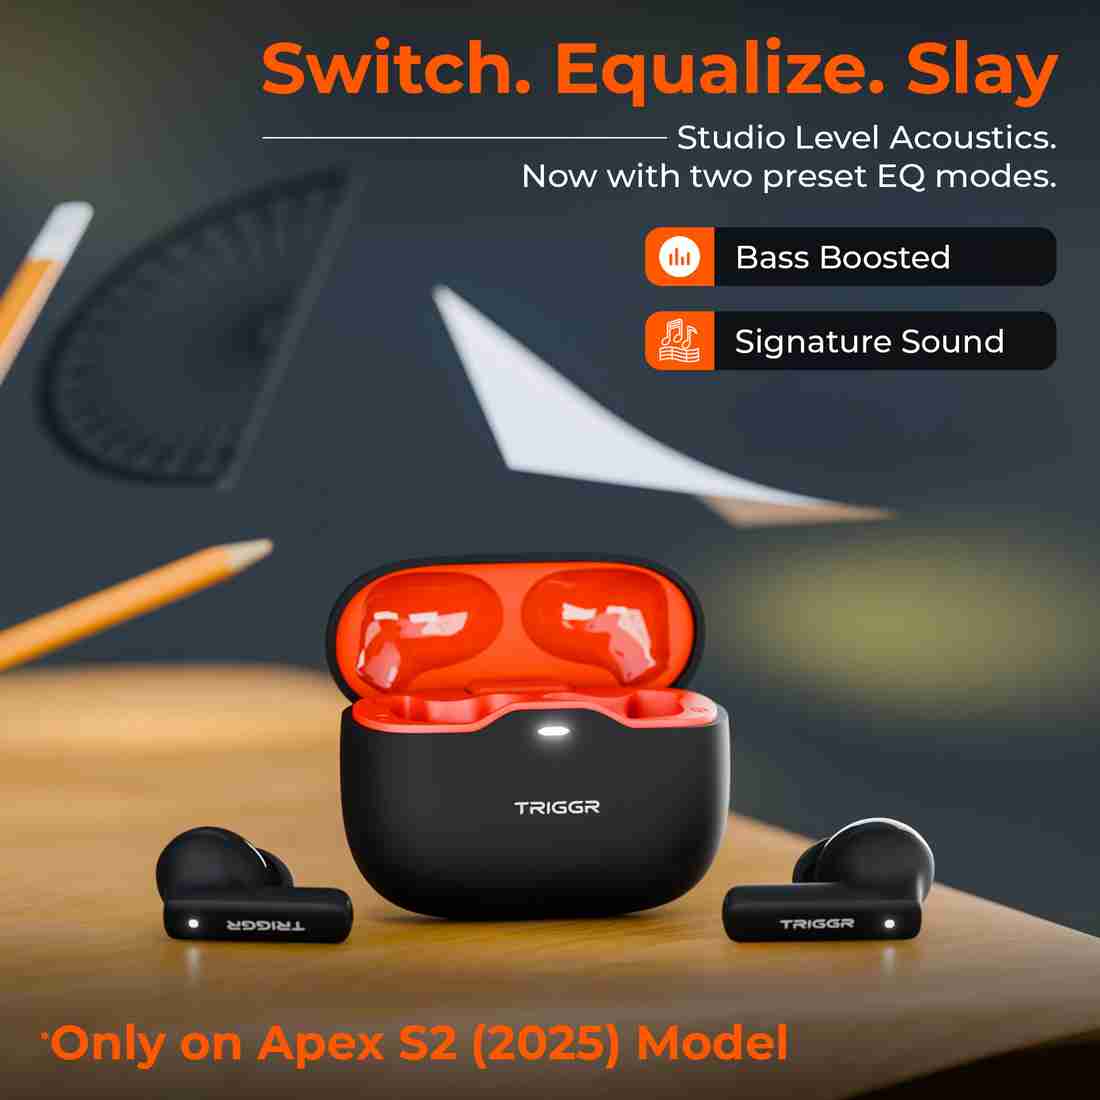 Switch. Equalize. Slay
Studio Level Acoustics.
Now with two preset EQ modes.
Bass Boosted
Signature Sound
TRIGGR
TRIGGR
TRIGGR
*Only on Apex S2 (2025) Model